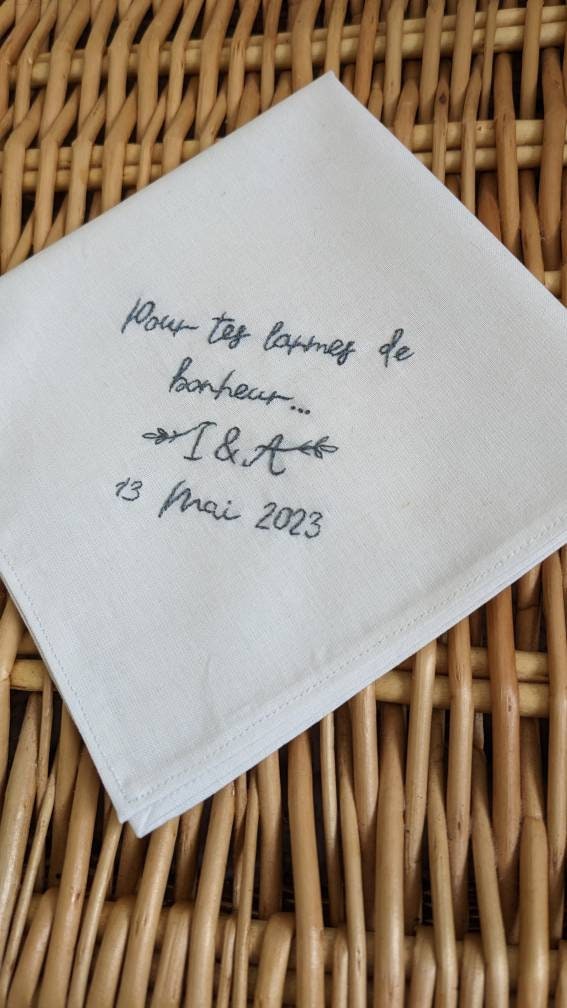 Pour tes larmes de
bonheur...
I & A
13 Mai 2023